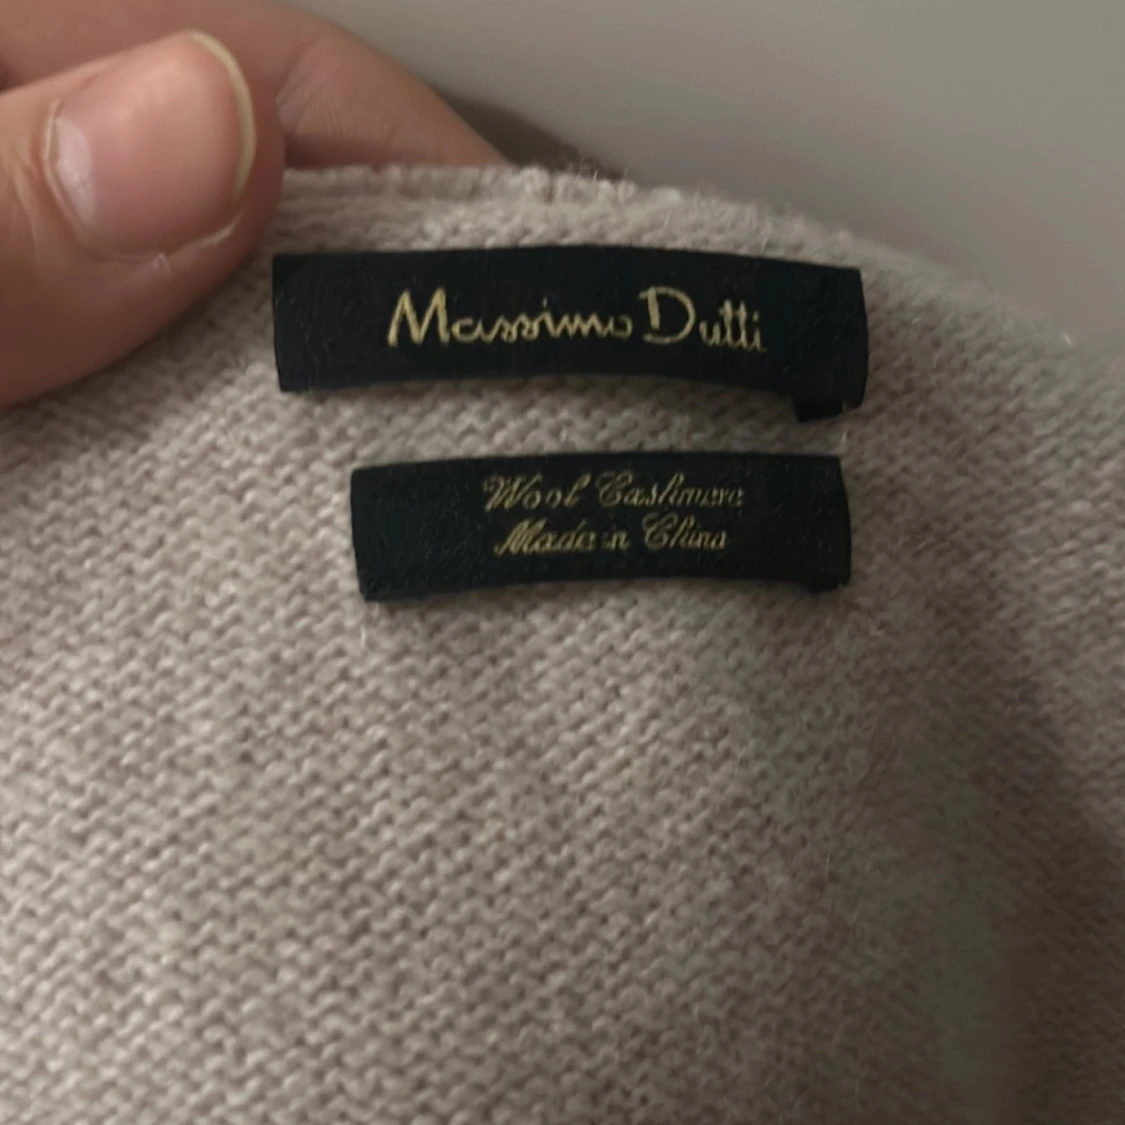 Massimo Dutti
Wool Cashmere
Made in China